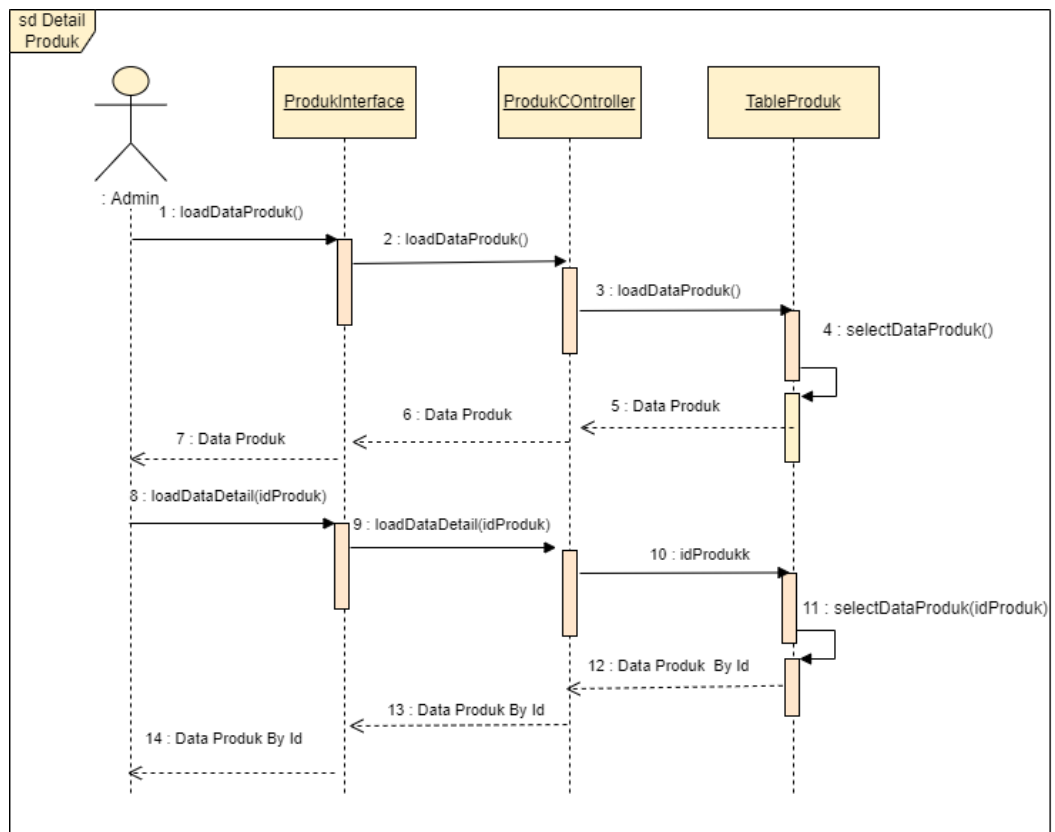 sd Detail
Produk
ProdukInterface
ProdukCOntroller
TableProduk
: Admin
1 : loadDataProduk()
2 : loadDataProduk()
3 : loadDataProduk()
4 : selectDataProduk()
5 : Data Produk
6 : Data Produk
7 : Data Produk
8 : loadDataDetail(idProduk)
9 : loadDataDetail(idProduk)
10 : idProdukk
11 : selectDataProduk(idProduk)
12 : Data Produk By Id
13 : Data Produk By Id
14 : Data Produk By Id